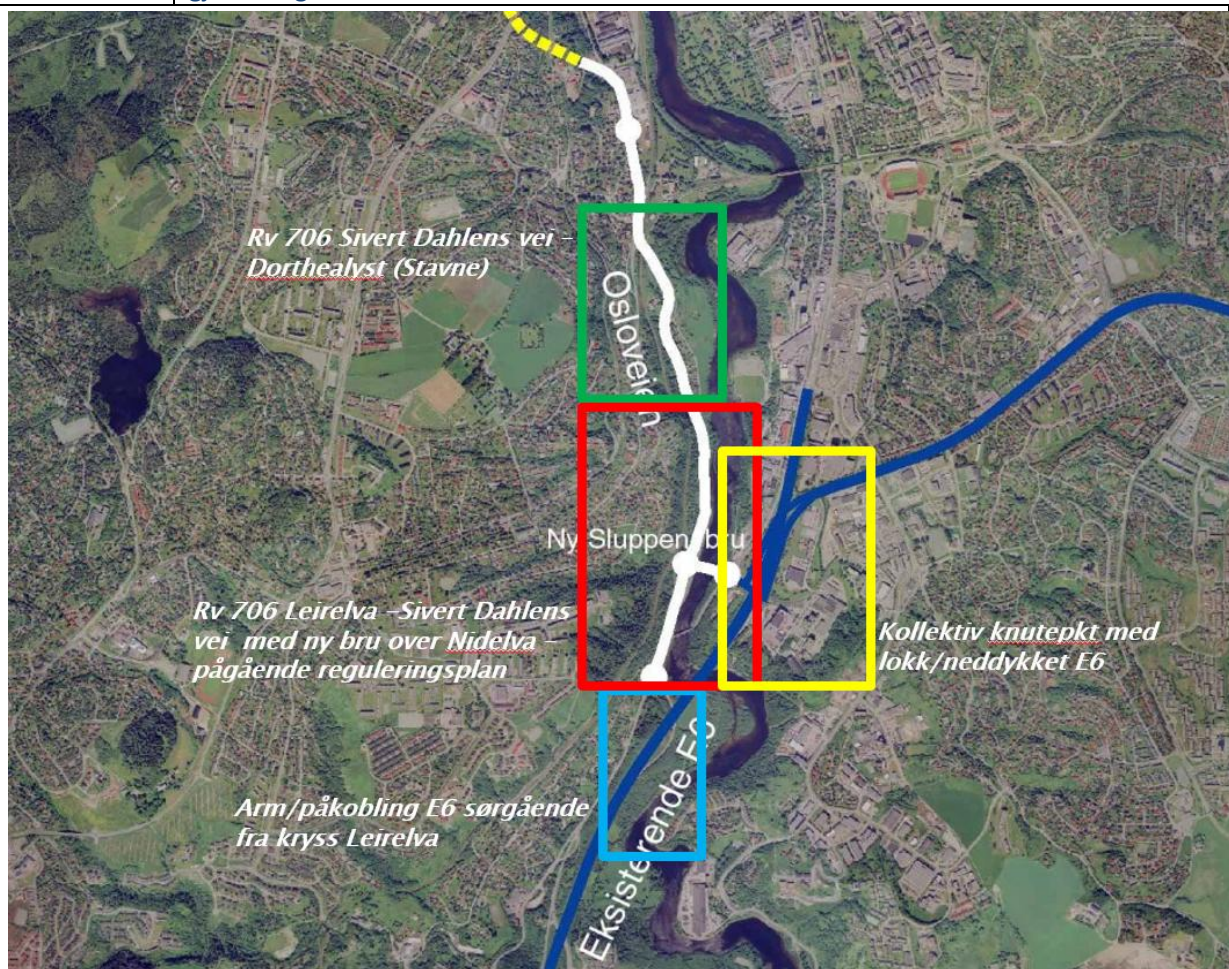 Rv 706 Sivert Dahlens vei –
Dorthealyst (Stavne)
Osloveien
Ny Sluppen bru
Rv 706 Leirelva –Sivert Dahlens
vei med ny bru over Nidelva –
pågående reguleringsplan
Kollektiv knutepkt med
lokk/neddykket E6
Arm/påkobling E6 sørgående
fra kryss Leirelva
Eksisterende E6